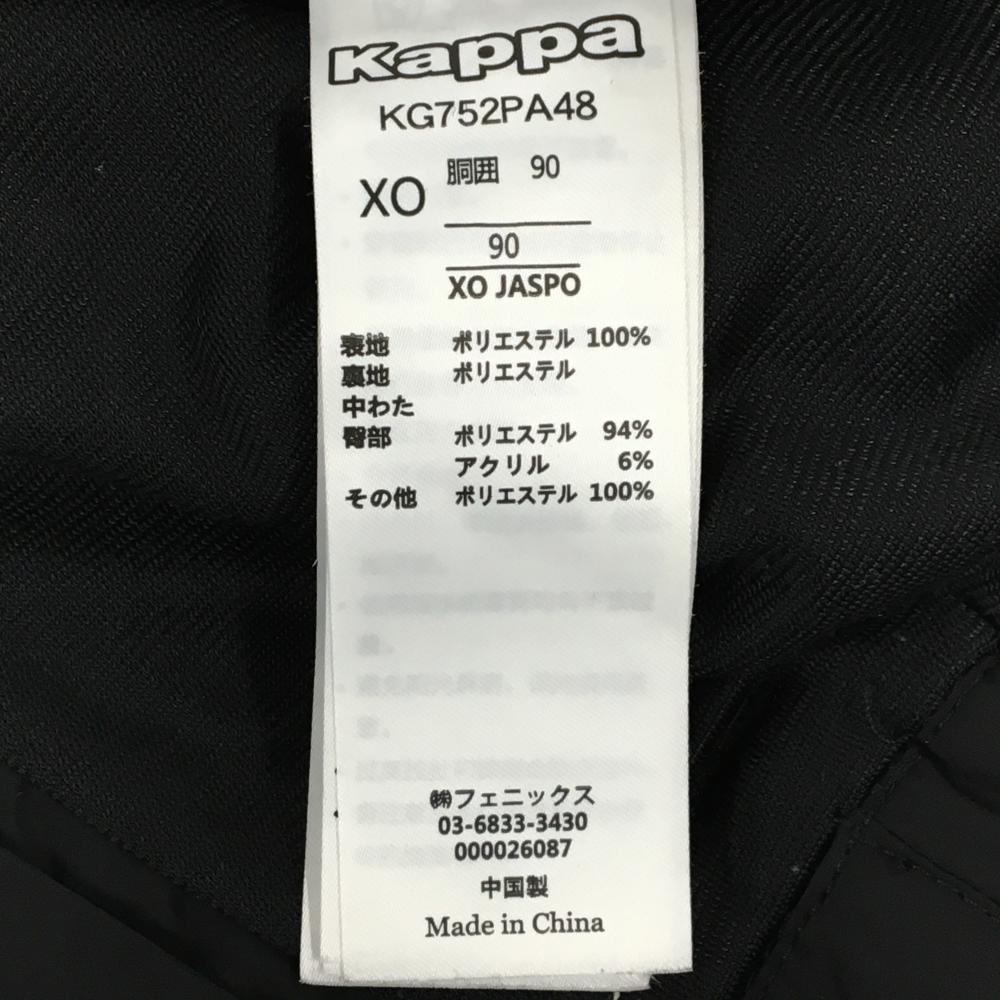 Kappa
KG752PA48
XO 胴囲 90
90
XO JASPO
表地 ポリエステル 100%
裏地 ポリエステル
中わた
臀部 ポリエステル 94%
アクリル 6%
その他 ポリエステル 100%
㈱フェニックス
03-6833-3430
000026087
中国製
Made in China